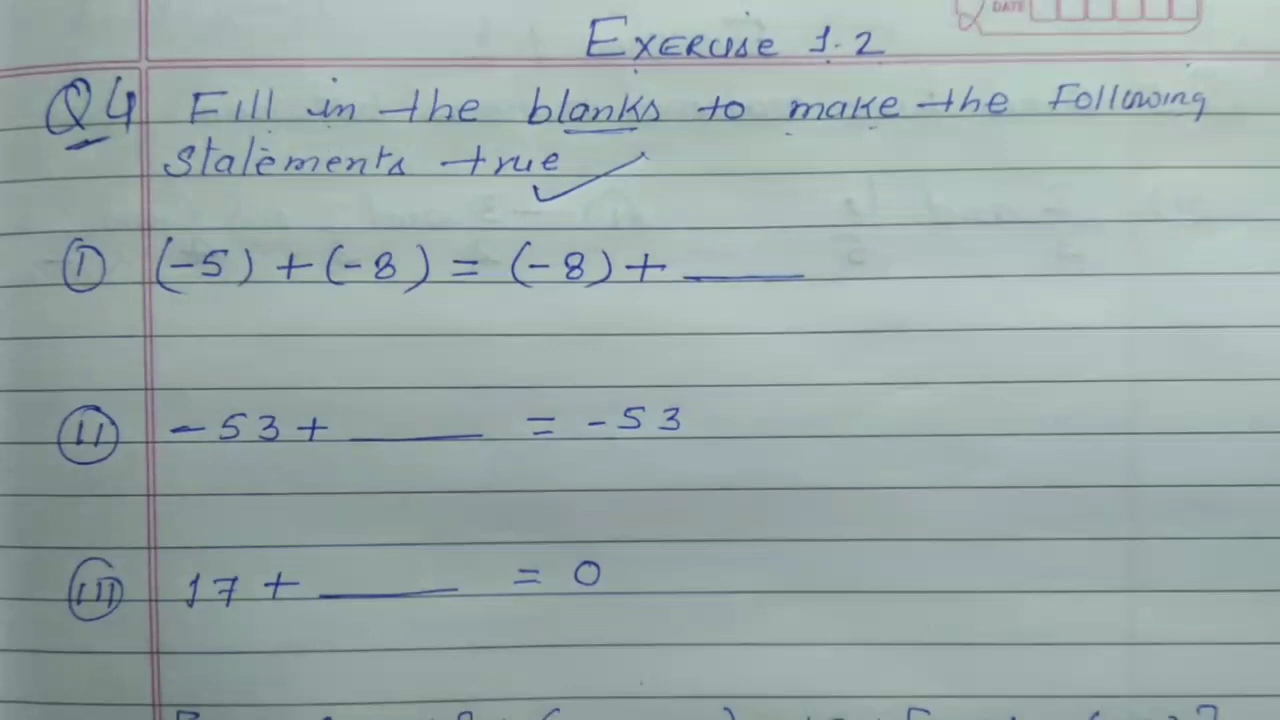 DATE
Exercise 1.2
Q4 Fill in the blanks to make the following
statements true
(I) (-5) + (-8) = (-8) + ____
(II) -53 + ____ = -53
(III) 17 + ____ = 0